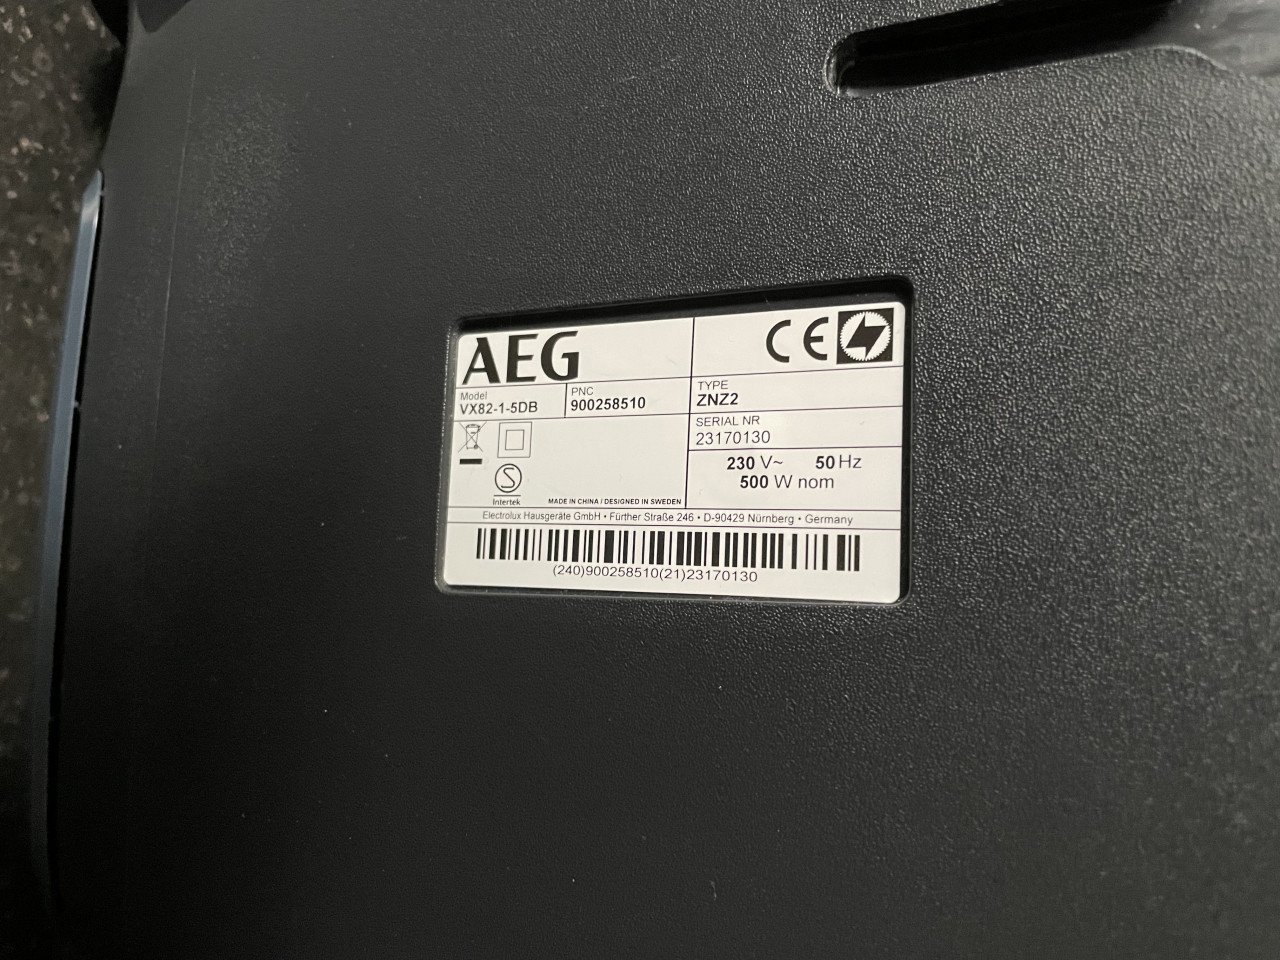 AEG
CE
Model
VX82-1-5DB
PNC
900258510
TYPE
ZNZ2
SERIAL NR
23170130
230 V~ 50 Hz
500 W nom
S
Intertek
MADE IN CHINA / DESIGNED IN SWEDEN
Electrolux Hausgeräte GmbH • Fürther Straße 246 • D-90429 Nürnberg • Germany
(240)900258510(21)23170130